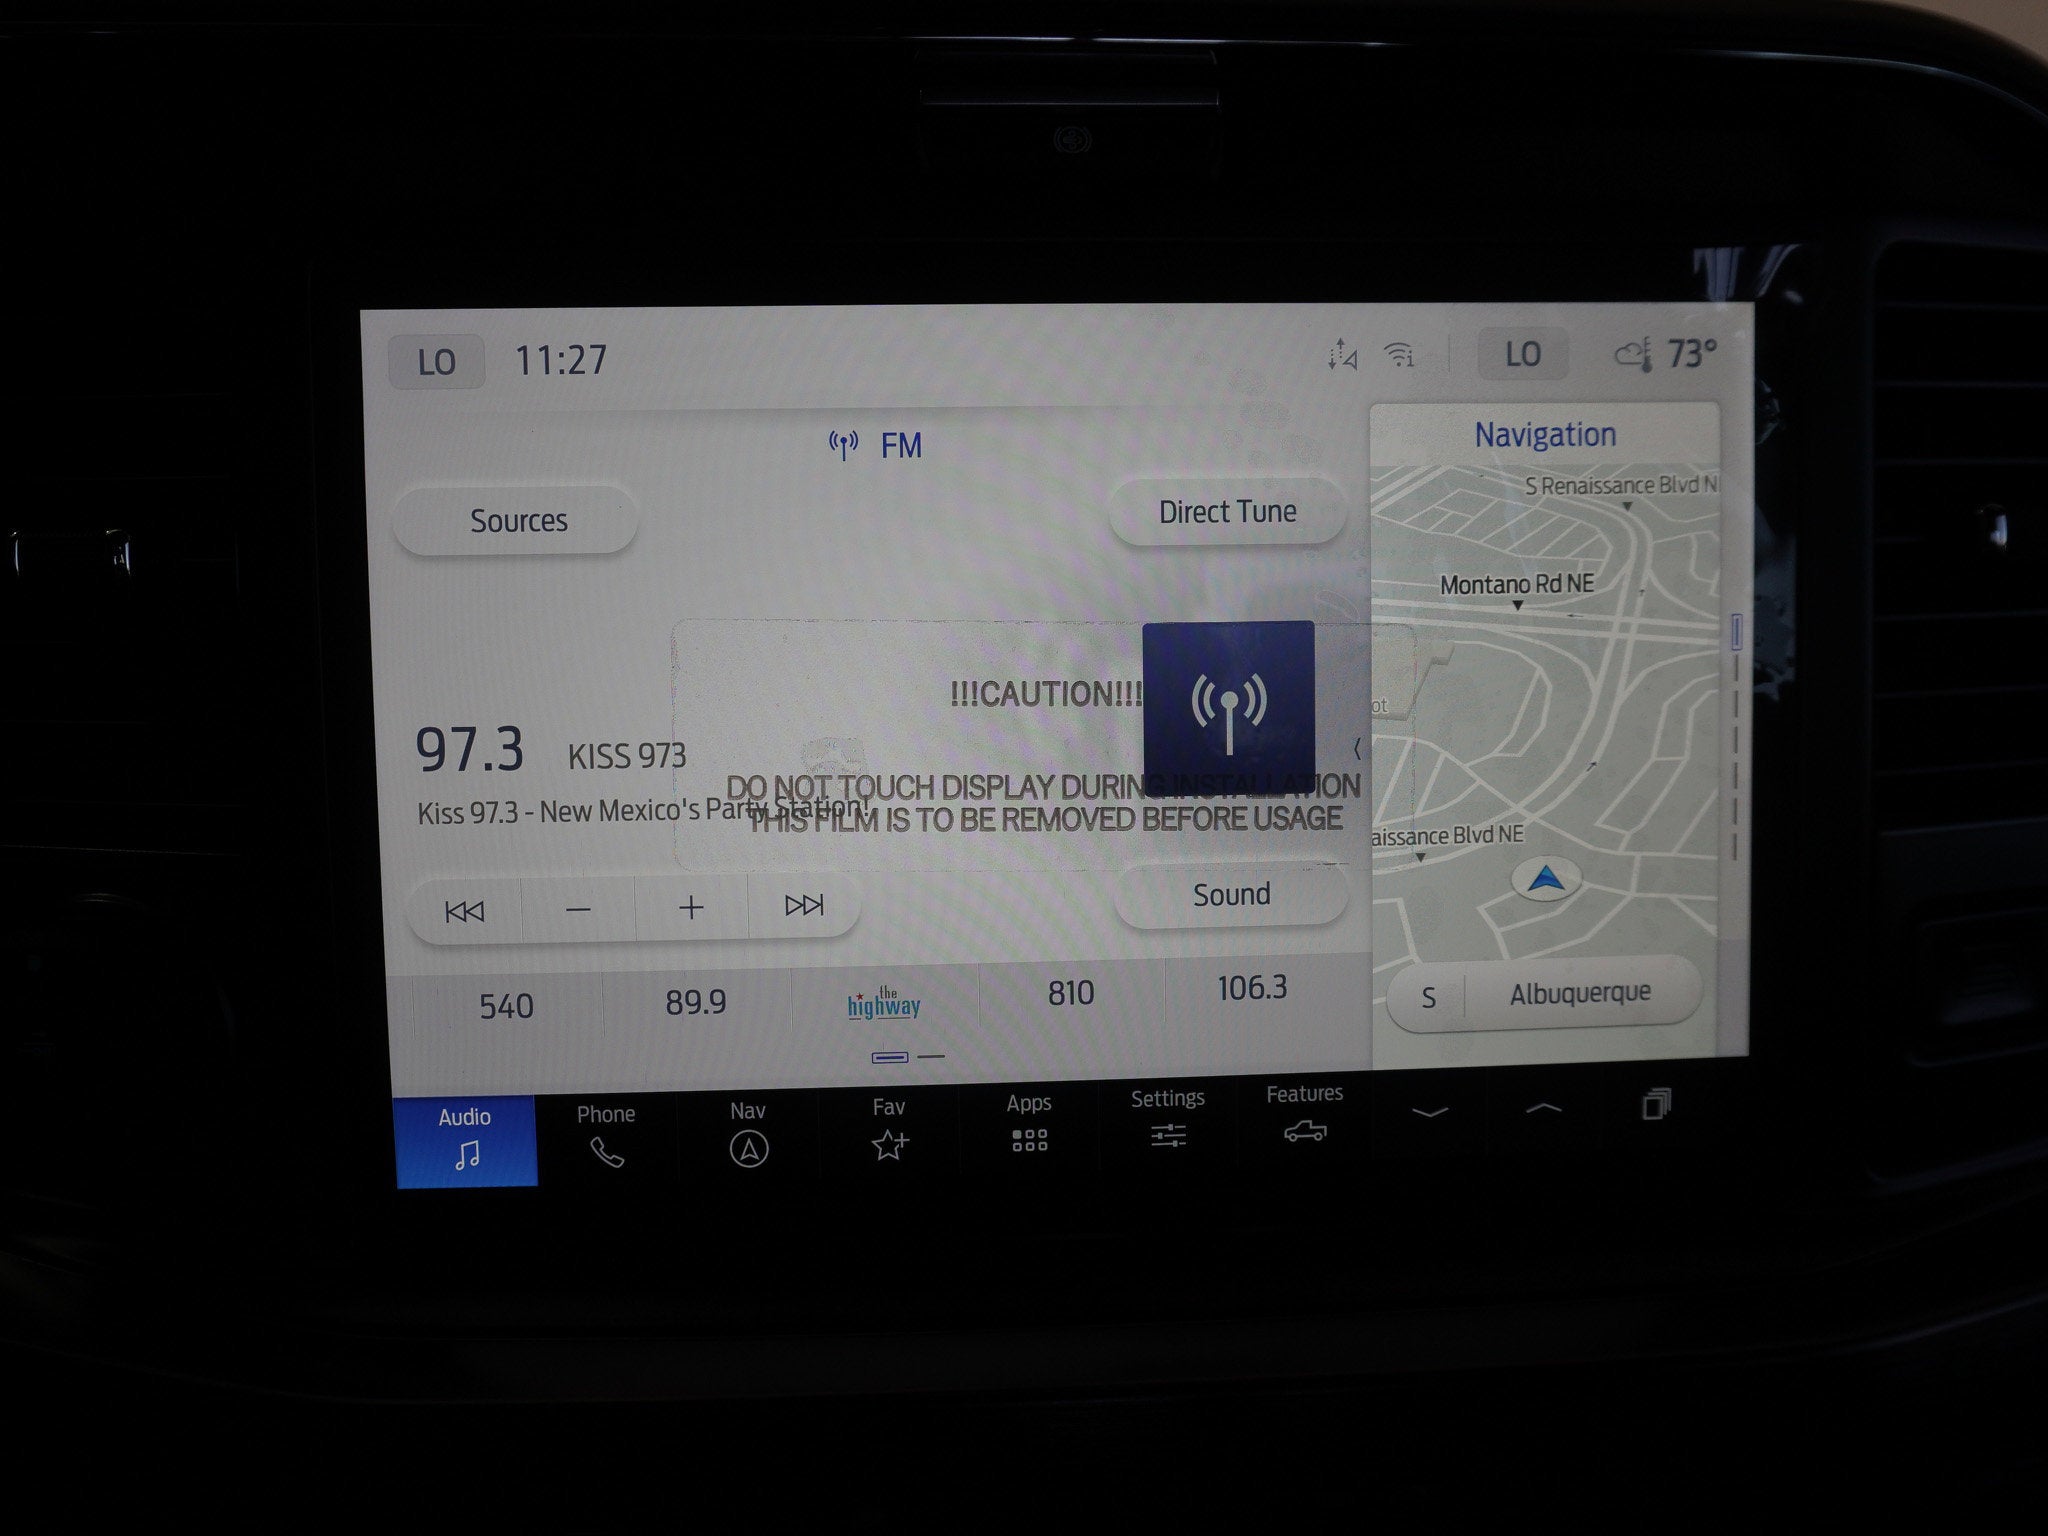 LO 11:27 LO 73°
FM
Navigation
S Renaissance Blvd N
Sources
Direct Tune
Montano Rd NE
!!!CAUTION!!!
ot
97.3 KISS 973
DO NOT TOUCH DISPLAY DURING INSTALLATION
Kiss 97.3 - New Mexico's Party Station!
THIS FILM IS TO BE REMOVED BEFORE USAGE
aissance Blvd NE
Sound
540 89.9 the highway 810 106.3
S Albuquerque
Audio Phone Nav Fav Apps Settings Features